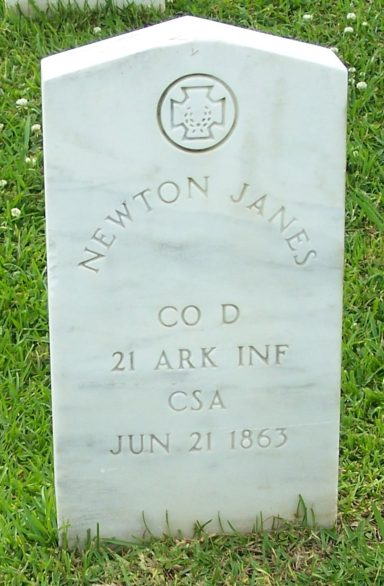 NEWTON JANES
CO D
21 ARK INF
CSA
JUN 21 1863